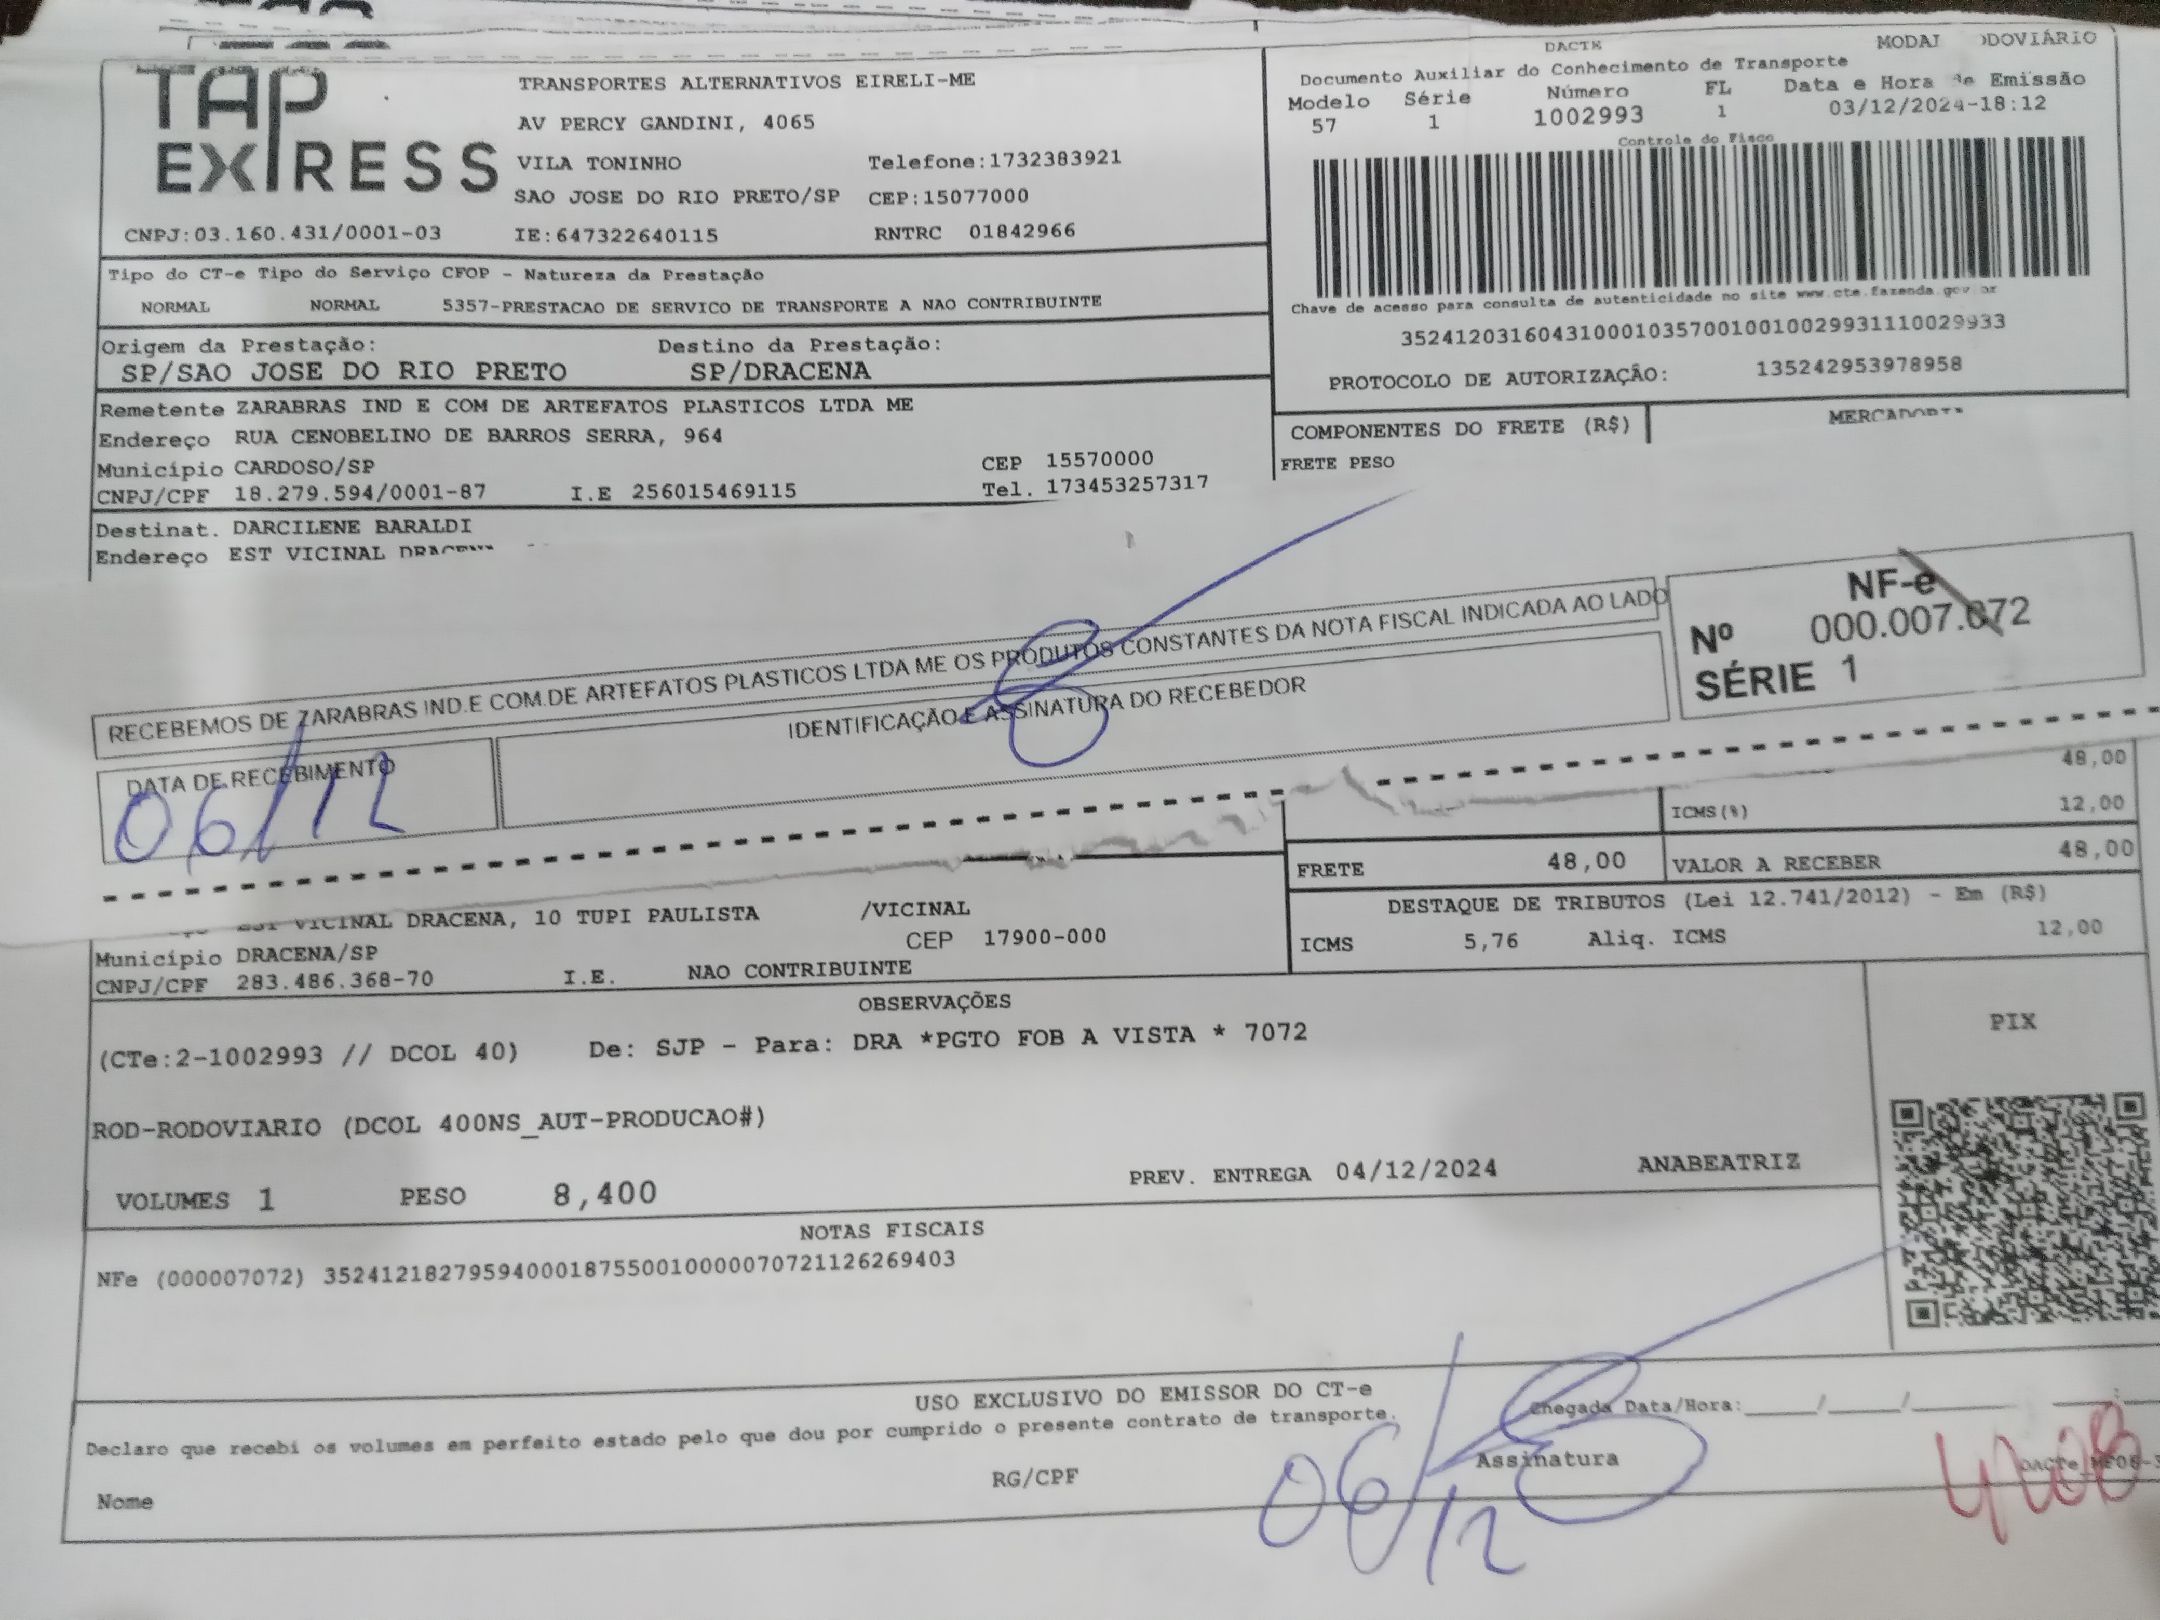 TAP EXPRESS
TRANSPORTES ALTERNATIVOS EIRELI-ME
AV PERCY GANDINI, 4065
VILA TONINHO Telefone:1732383921
SAO JOSE DO RIO PRETO/SP CEP:15077000
CNPJ:03.160.431/0001-03 IE:647322640115 RNTRC 01842966
DACTE
Documento Auxiliar do Conhecimento de Transporte
Modelo Série Número FL Data e Hora de Emissão
57 1 1002993 1 03/12/2024-18:12
Controle do Fisco
Chave de acesso para consulta de autenticidade no site www.cte.fazenda.gov.br
35241203160431000103570010010029931110029933
PROTOCOLO DE AUTORIZAÇÃO: 135242953978958
Tipo do CT-e Tipo do Serviço CFOP - Natureza da Prestação
NORMAL NORMAL 5357-PRESTACAO DE SERVICO DE TRANSPORTE A NAO CONTRIBUINTE
Origem da Prestação: Destino da Prestação:
SP/SAO JOSE DO RIO PRETO SP/DRACENA
Remetente ZARABRAS IND E COM DE ARTEFATOS PLASTICOS LTDA ME
Endereço RUA CENOBELINO DE BARROS SERRA, 964
Município CARDOSO/SP CEP 15570000
CNPJ/CPF 18.279.594/0001-87 I.E 256015469115 Tel. 173453257317
COMPONENTES DO FRETE (R$)
FRETE PESO
Destinat. DARCILENE BARALDI
Endereço EST VICINAL
RECEBEMOS DE ZARABRAS IND.E COM.DE ARTEFATOS PLASTICOS LTDA ME OS PRODUTOS CONSTANTES DA NOTA FISCAL INDICADA AO LADO
NF-e
Nº 000.007.072
SÉRIE 1
DATA DE RECEBIMENTO
06/12
IDENTIFICAÇÃO E ASSINATURA DO RECEBEDOR
48,00
ICMS(%) 12,00
FRETE 48,00 VALOR A RECEBER 48,00
DESTAQUE DE TRIBUTOS (Lei 12.741/2012) - Em (R$)
ICMS 5,76 Aliq. ICMS 12,00
EST VICINAL DRACENA, 10 TUPI PAULISTA /VICINAL
Município DRACENA/SP CEP 17900-000
CNPJ/CPF 283.486.368-70 I.E. NAO CONTRIBUINTE
OBSERVAÇÕES
(CTe:2-1002993 // DCOL 40) De: SJP - Para: DRA *PGTO FOB A VISTA * 7072
PIX
ROD-RODOVIARIO (DCOL 400NS_AUT-PRODUCAO#)
VOLUMES 1 PESO 8,400 PREV. ENTREGA 04/12/2024 ANABEATRIZ
NOTAS FISCAIS
NFe (000007072) 35241218279594000187550010000070721126269403
USO EXCLUSIVO DO EMISSOR DO CT-e
Declaro que recebi os volumes em perfeito estado pelo que dou por cumprido o presente contrato de transporte.
Chegada Data/Hora:____/____/____
Nome RG/CPF Assinatura
06/12